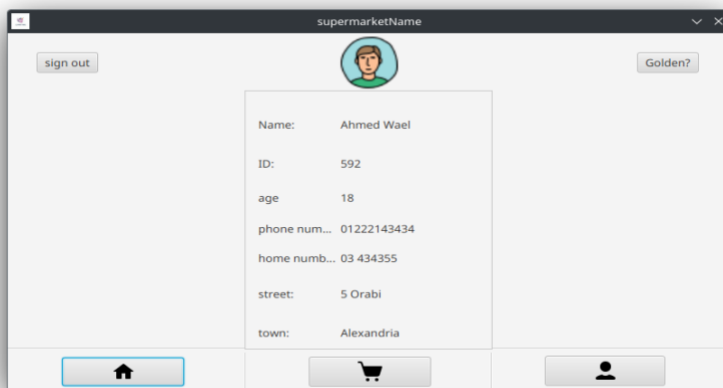 supermarketName
sign out
Golden?
Name: Ahmed Wael
ID: 592
age 18
phone num... 01222143434
home numb... 03 434355
street: 5 Orabi
town: Alexandria